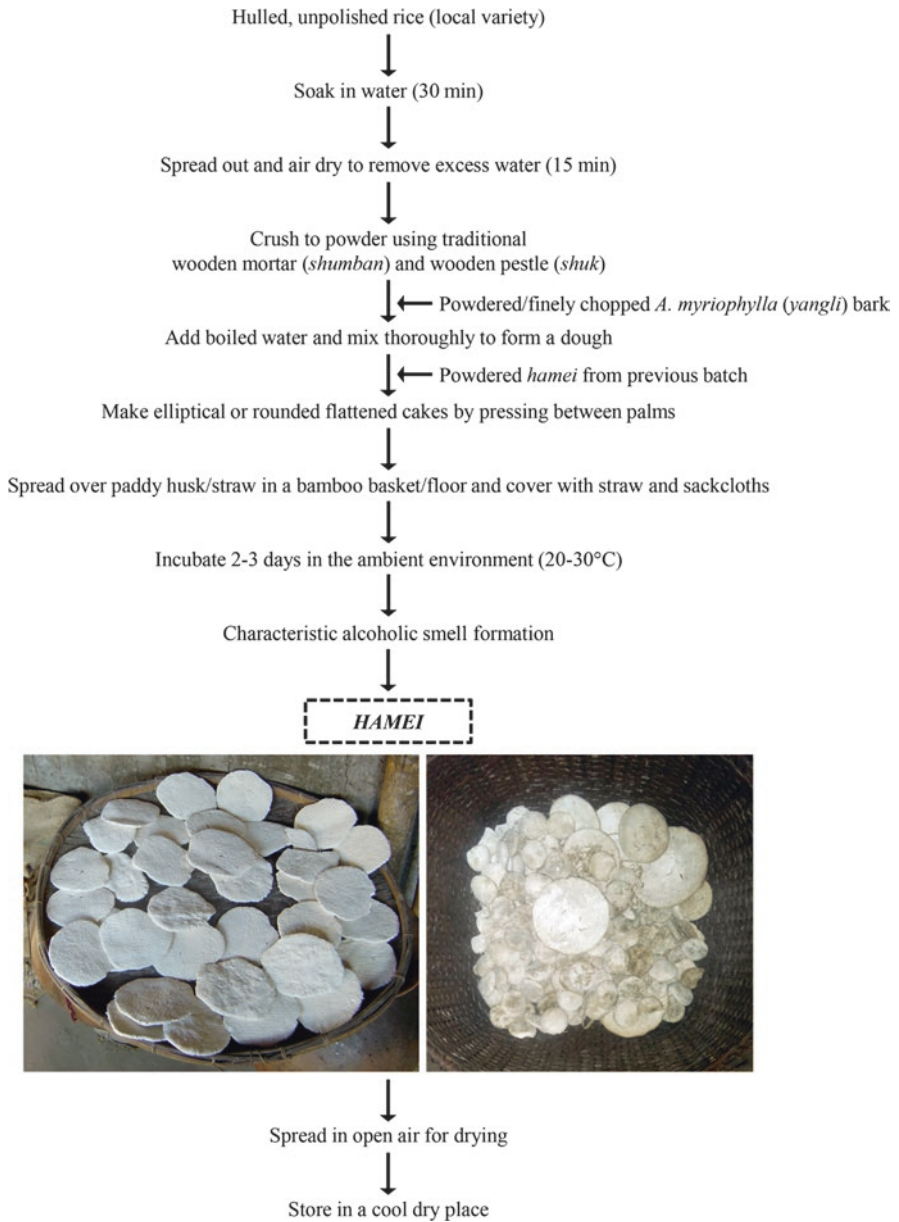 Hulled, unpolished rice (local variety)
Soak in water (30 min)
Spread out and air dry to remove excess water (15 min)
Crush to powder using traditional
wooden mortar (shumban) and wooden pestle (shuk)
Powdered/finely chopped A. myriophylla (yangli) bark
Add boiled water and mix thoroughly to form a dough
Powdered hamei from previous batch
Make elliptical or rounded flattened cakes by pressing between palms
Spread over paddy husk/straw in a bamboo basket/floor and cover with straw and sackcloths
Incubate 2-3 days in the ambient environment (20-30°C)
Characteristic alcoholic smell formation
HAMEI
Spread in open air for drying
Store in a cool dry place